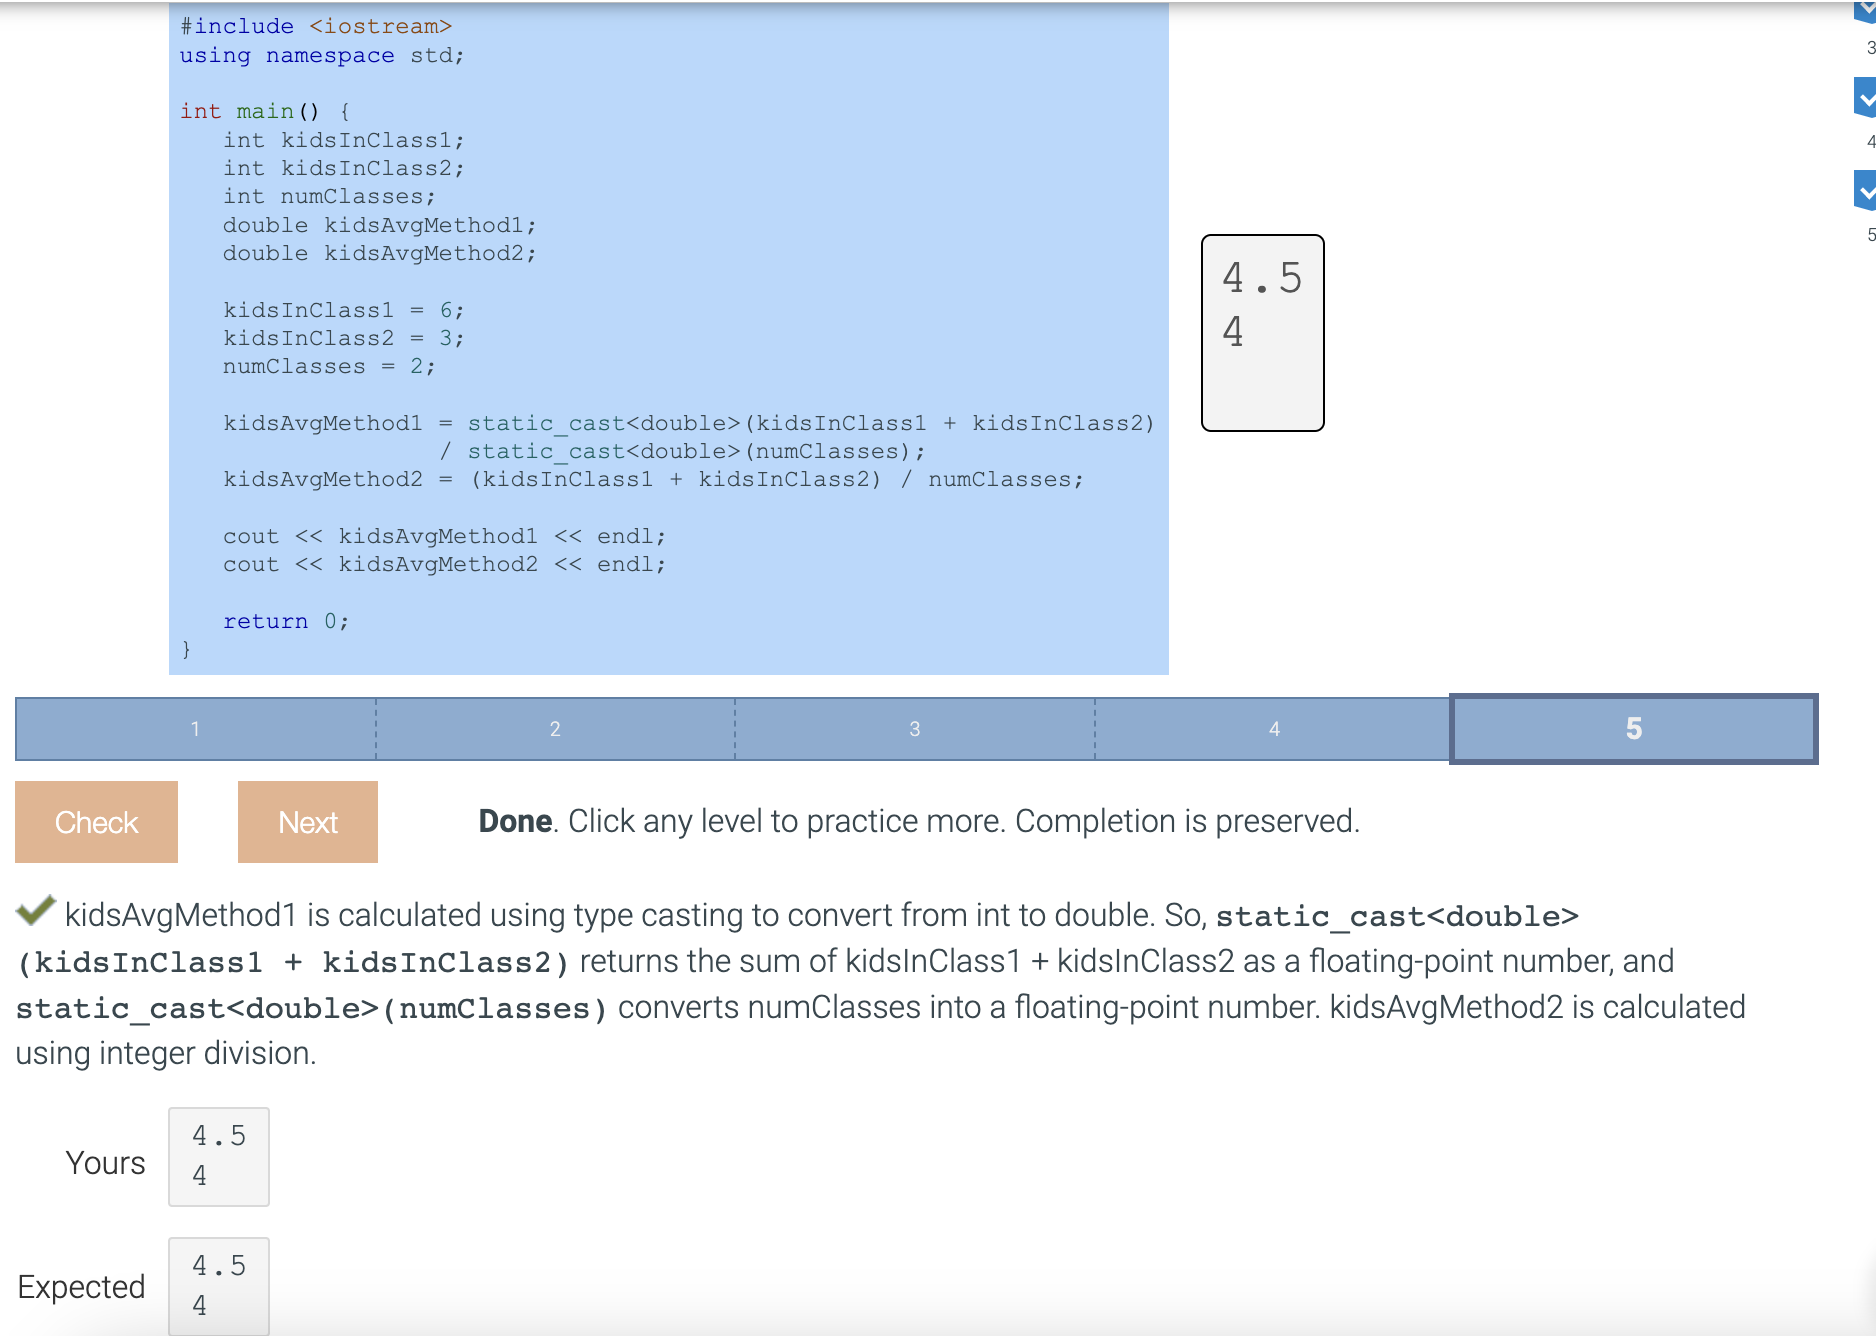 #include <iostream>
using namespace std;
int main() {
int kidsInClass1;
int kidsInClass2;
int numClasses;
double kidsAvgMethod1;
double kidsAvgMethod2;
kidsInClass1 = 6;
kidsInClass2 = 3;
numClasses = 2;
kidsAvgMethod1 = static_cast<double>(kidsInClass1 + kidsInClass2)
/ static_cast<double>(numClasses);
kidsAvgMethod2 = (kidsInClass1 + kidsInClass2) / numClasses;
cout << kidsAvgMethod1 << endl;
cout << kidsAvgMethod2 << endl;
return 0;
}
4.5
4
3
4
5
1 2 3 4 5
Check Next Done. Click any level to practice more. Completion is preserved.
kidsAvgMethod1 is calculated using type casting to convert from int to double. So, static_cast<double>
(kidsInClass1 + kidsInClass2) returns the sum of kidsInClass1 + kidsInClass2 as a floating-point number, and
static_cast<double>(numClasses) converts numClasses into a floating-point number. kidsAvgMethod2 is calculated
using integer division.
Yours
4.5
4
Expected
4.5
4